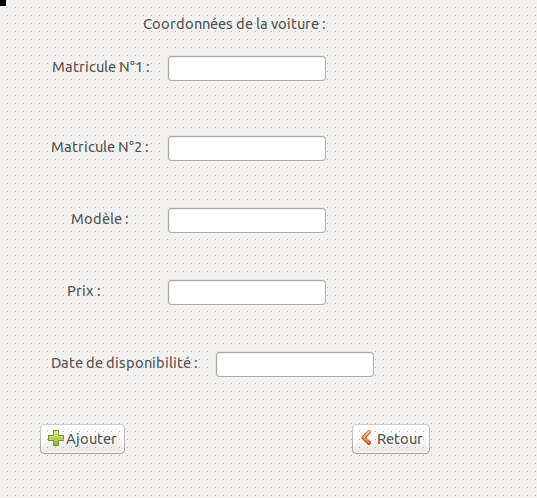 Coordonnées de la voiture :
Matricule N°1 :
Matricule N°2 :
Modèle :
Prix :
Date de disponibilité :
Ajouter
Retour